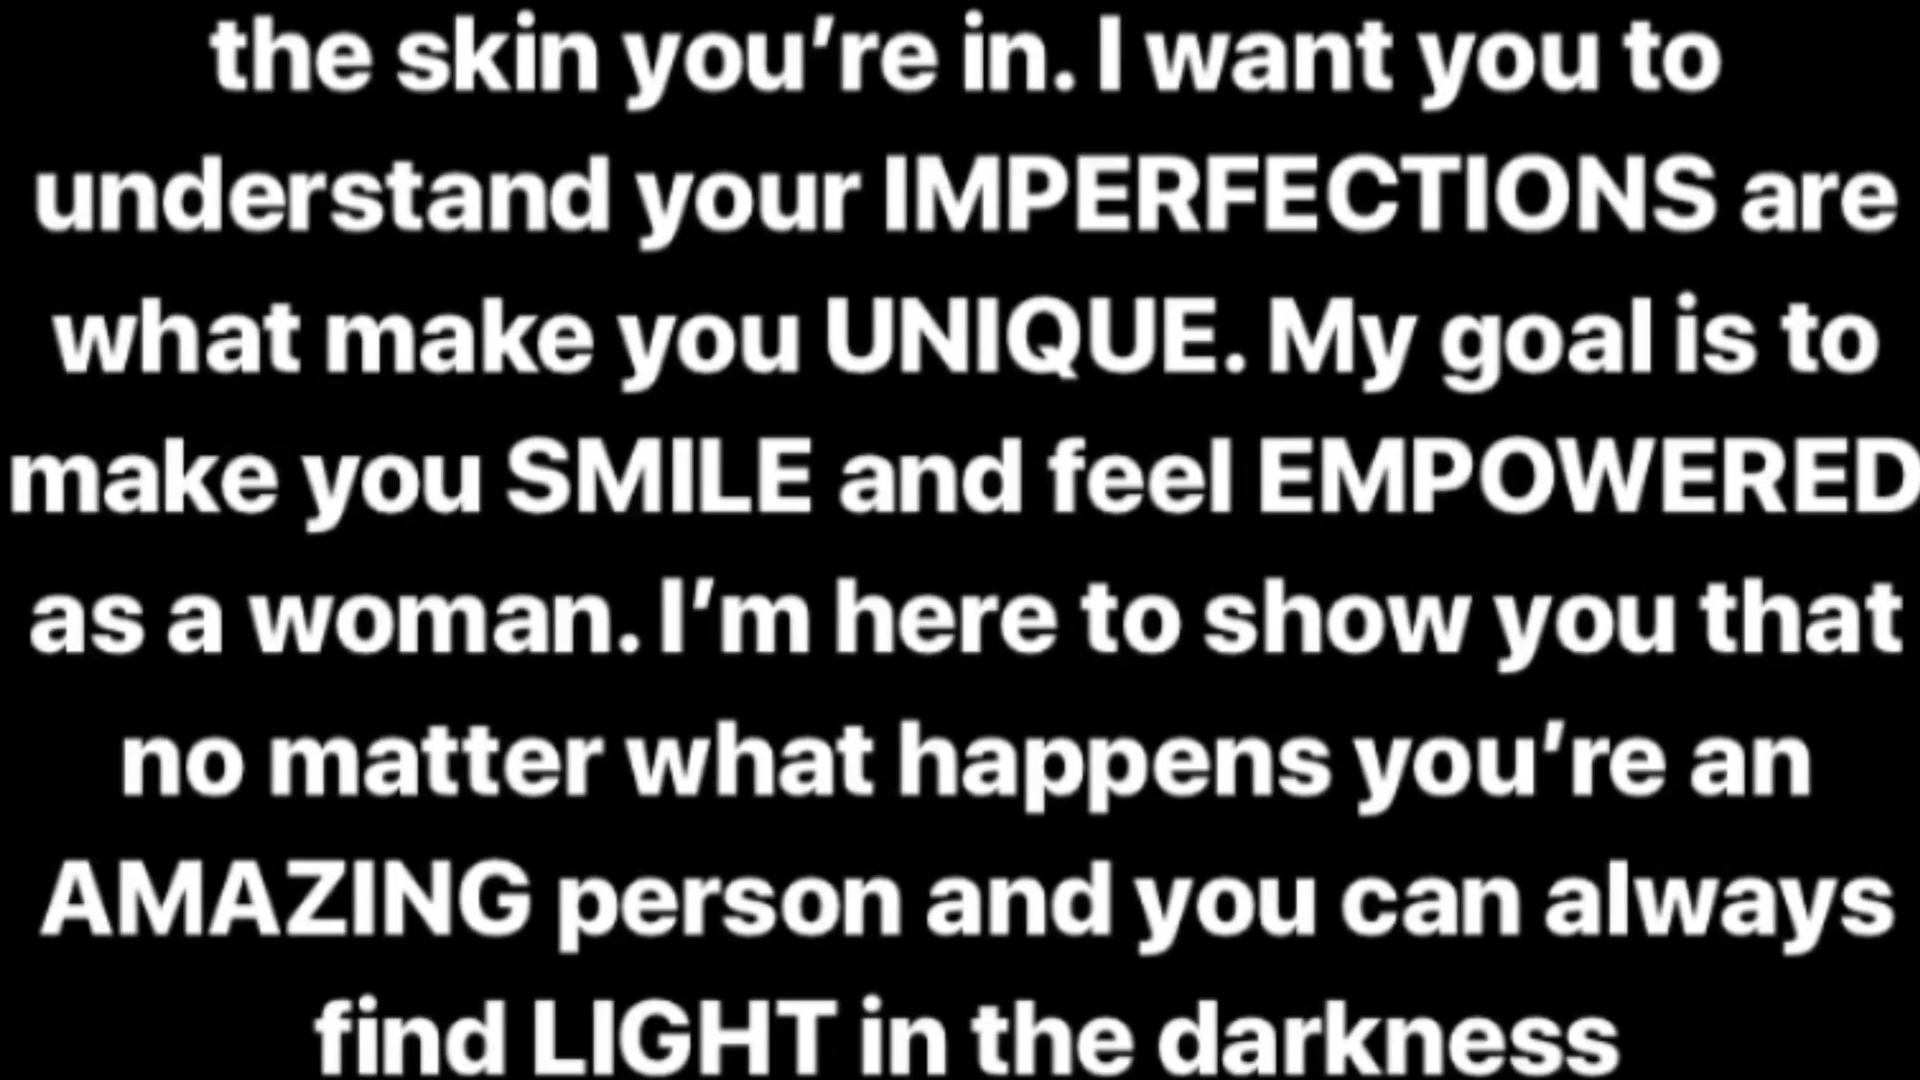 the skin you’re in. I want you to
understand your IMPERFECTIONS are
what make you UNIQUE. My goal is to
make you SMILE and feel EMPOWERED
as a woman. I’m here to show you that
no matter what happens you’re an
AMAZING person and you can always
find LIGHT in the darkness